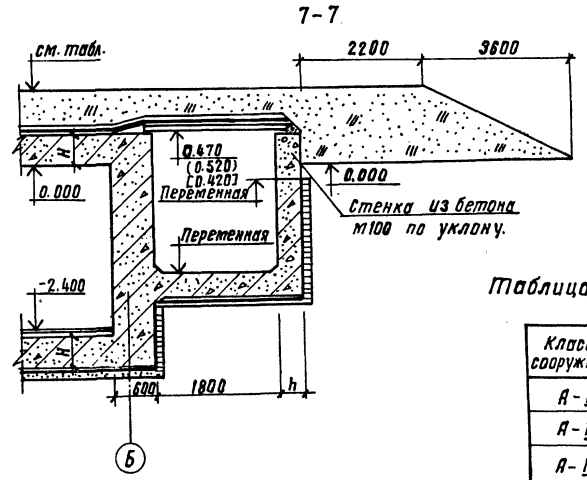 7-7
см. табл.
2200
3600
H
0.470
(0.520)
[0.420]
0.000
Переменная
0.000
Стенка из бетона
М100 по уклону.
Переменная
-2.400
Таблица
H
600
1800
h
Б
Клас
сооруж
А-I
А-I
А-I